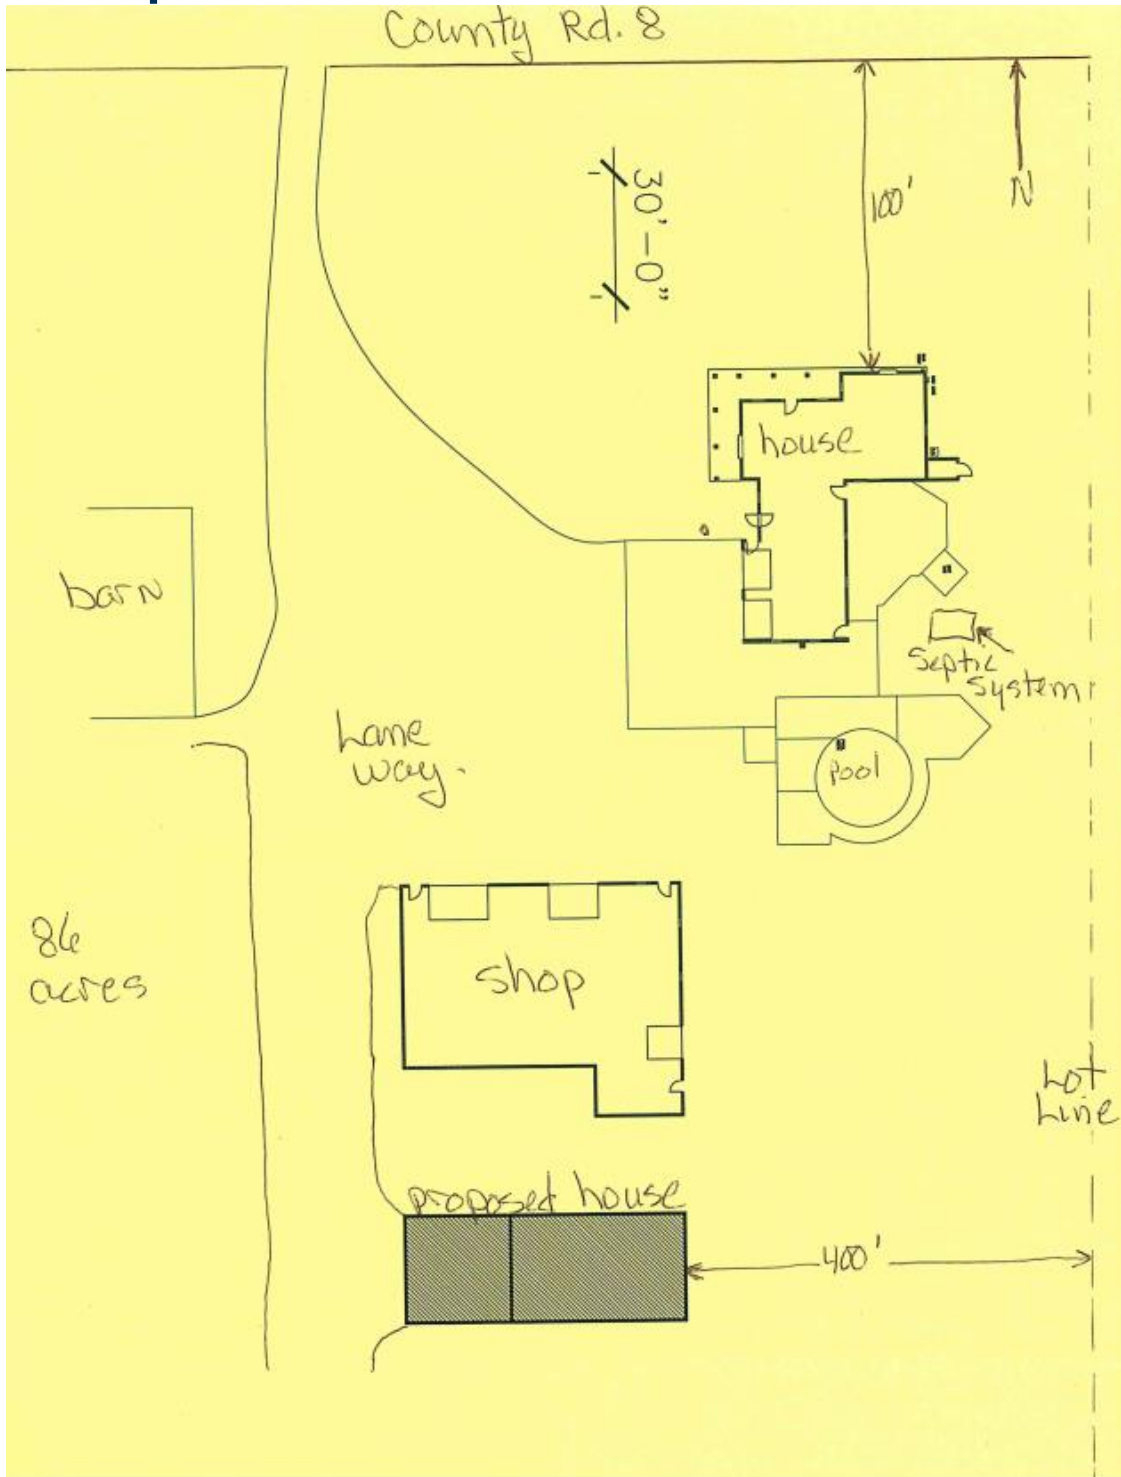 County Rd. 8
30'-0"
100'
N
house
barn
Septic
System
Lane
way.
Pool
86
acres
shop
Lot
Line
proposed house
400'